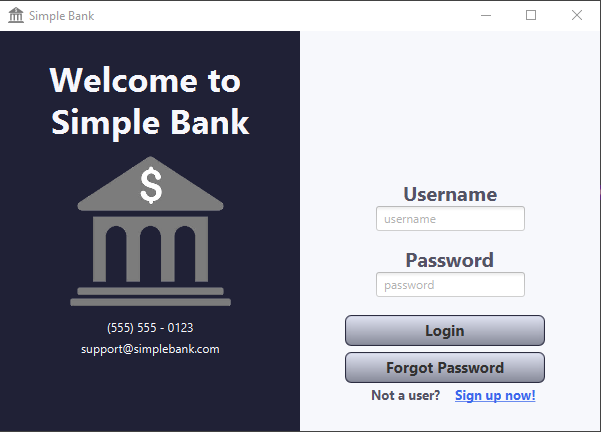 Simple Bank
Welcome to
Simple Bank
$
(555) 555 - 0123
support@simplebank.com
Username
username
Password
password
Login
Forgot Password
Not a user? Sign up now!